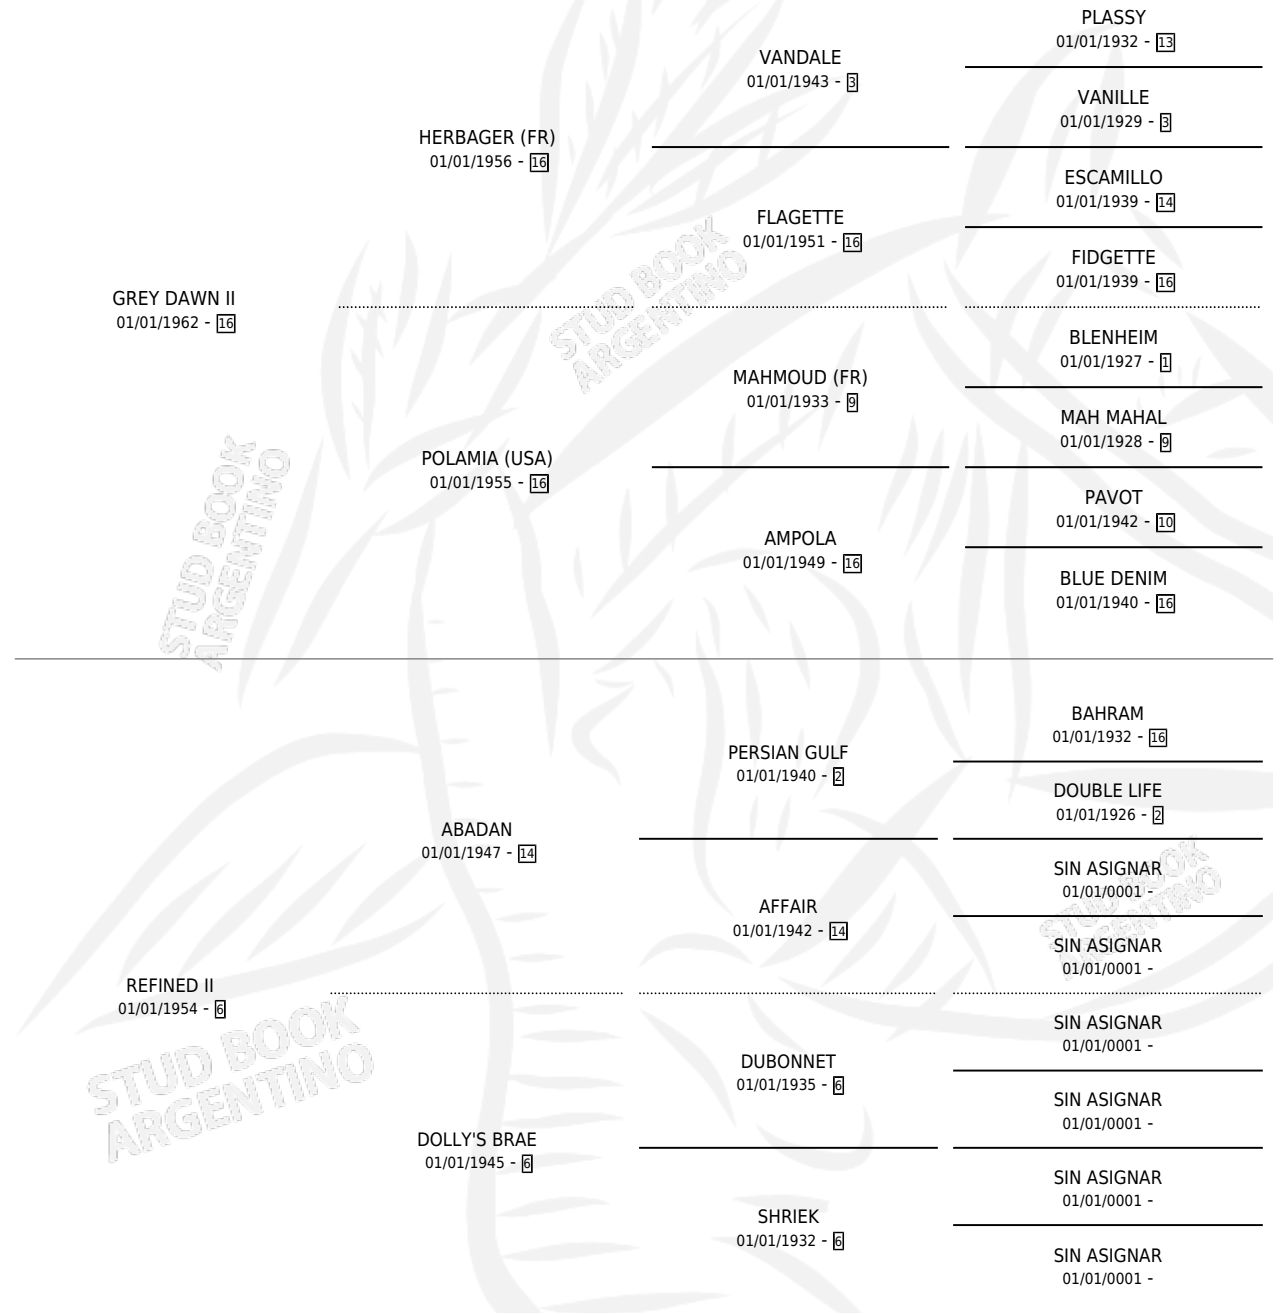 PLASSY
01/01/1932 - 13
VANDALE
01/01/1943 - 3
VANILLE
01/01/1929 - 3
HERBAGER (FR)
01/01/1956 - 16
ESCAMILLO
01/01/1939 - 14
FLAGETTE
01/01/1951 - 16
FIDGETTE
01/01/1939 - 16
GREY DAWN II
01/01/1962 - 16
STUD BOOK
ARGENTINO
BLENHEIM
01/01/1927 - 1
MAHMOUD (FR)
01/01/1933 - 9
MAH MAHAL
01/01/1928 - 9
POLAMIA (USA)
01/01/1955 - 16
PAVOT
01/01/1942 - 10
AMPOLA
01/01/1949 - 16
BLUE DENIM
01/01/1940 - 16
STUD BOOK
ARGENTINO
BAHRAM
01/01/1932 - 16
PERSIAN GULF
01/01/1940 - 2
DOUBLE LIFE
01/01/1926 - 2
ABADAN
01/01/1947 - 14
SIN ASIGNAR
01/01/0001 -
AFFAIR
01/01/1942 - 14
SIN ASIGNAR
01/01/0001 -
STUD BOOK
ARGENTINO
REFINED II
01/01/1954 - 6
SIN ASIGNAR
01/01/0001 -
DUBONNET
01/01/1935 - 6
SIN ASIGNAR
01/01/0001 -
STUD BOOK
ARGENTINO
DOLLY'S BRAE
01/01/1945 - 6
SIN ASIGNAR
01/01/0001 -
SHRIEK
01/01/1932 - 6
SIN ASIGNAR
01/01/0001 -